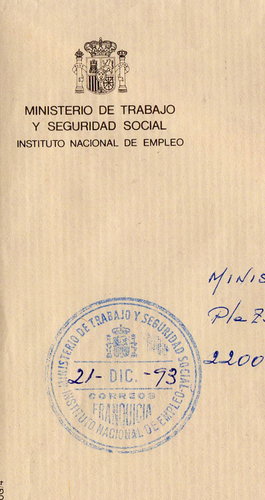 MINISTERIO DE TRABAJO
Y SEGURIDAD SOCIAL
INSTITUTO NACIONAL DE EMPLEO
MINIS
Plaz
2200
MINISTERIO DE TRABAJO Y SEGURIDAD SOCIAL
21 - DIC. - 93
CORREOS
FRANQUICIA
INSTITUTO NACIONAL DE EMPLEO